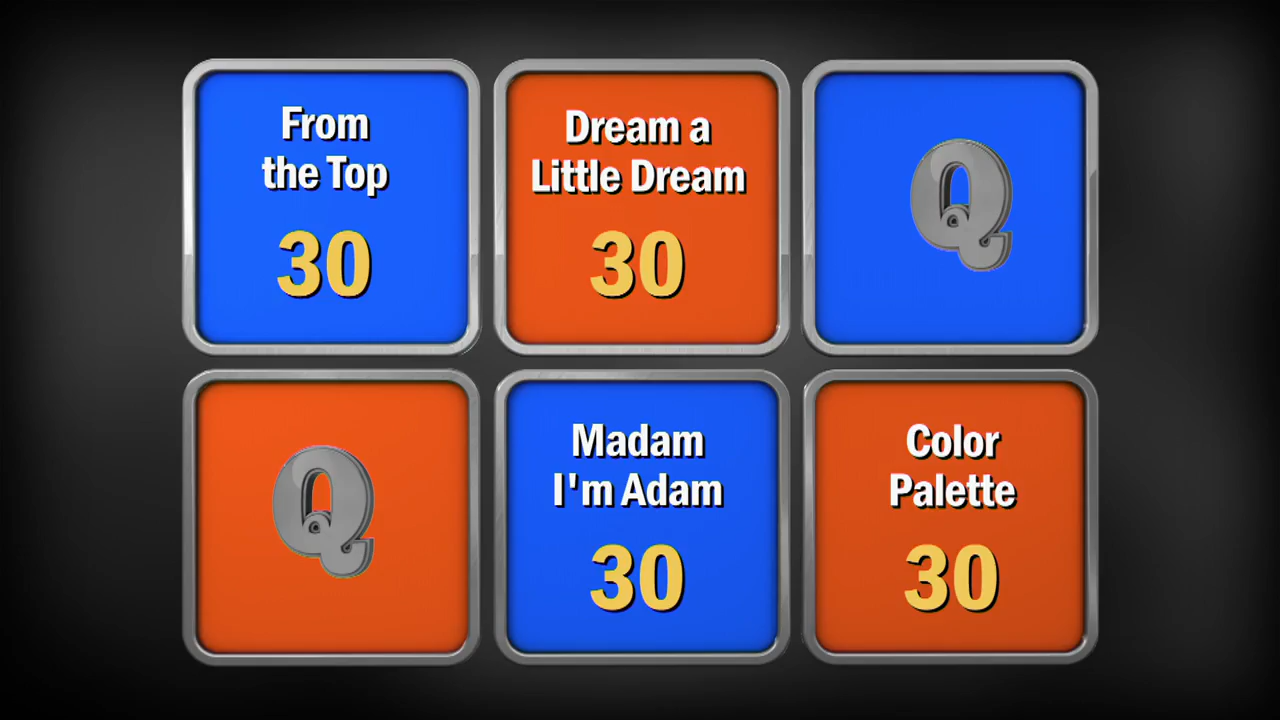 From
the Top
30
Dream a
Little Dream
30
Q
Q
Madam
I'm Adam
30
Color
Palette
30